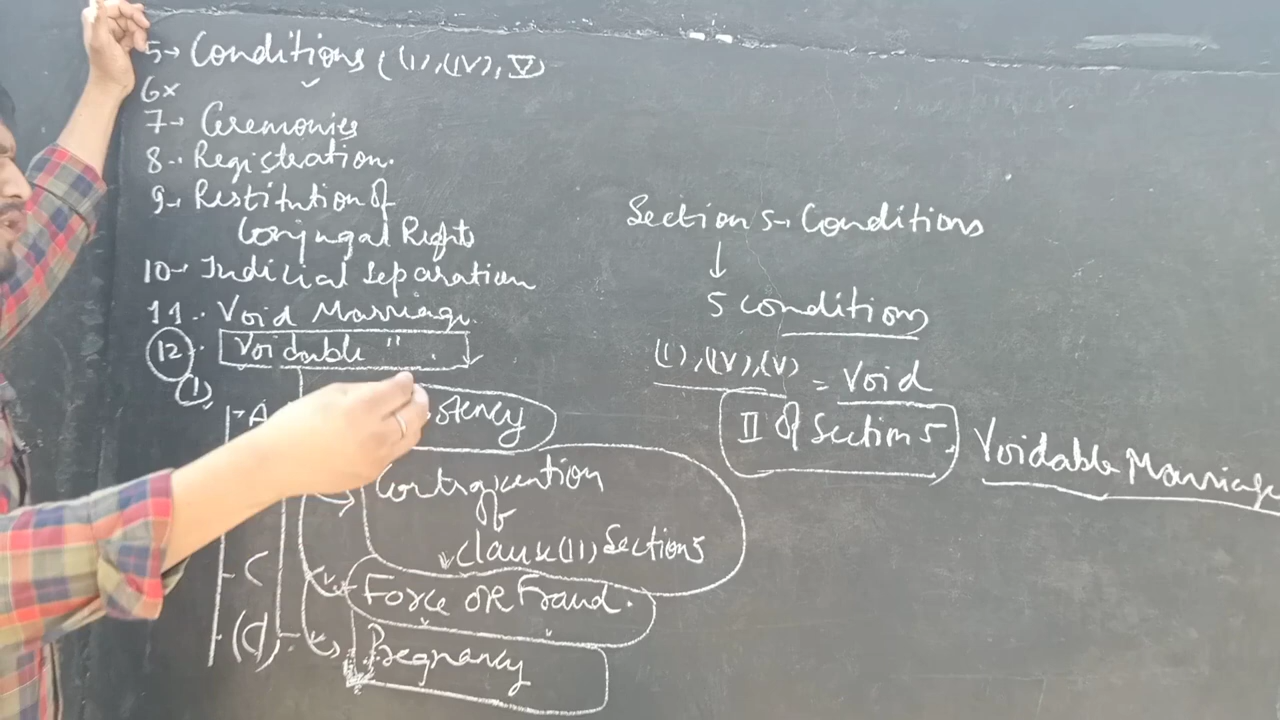 5→ Conditions (I), (IV), V
6×
7→ Ceremonies
8→ Registration.
9→ Restitution of
Conjugal Rights
10→ Judicial Separation
11. Void Marriage.
12. Voidable " .
(1)
A
Contravention
of
clause (II) Section 5
C
Force OR Fraud.
(d)
Pregnancy
Section 5→ Conditions
↓
5 conditions
(I), (IV), (V) = Void
II of Section 5
Voidable Marriage